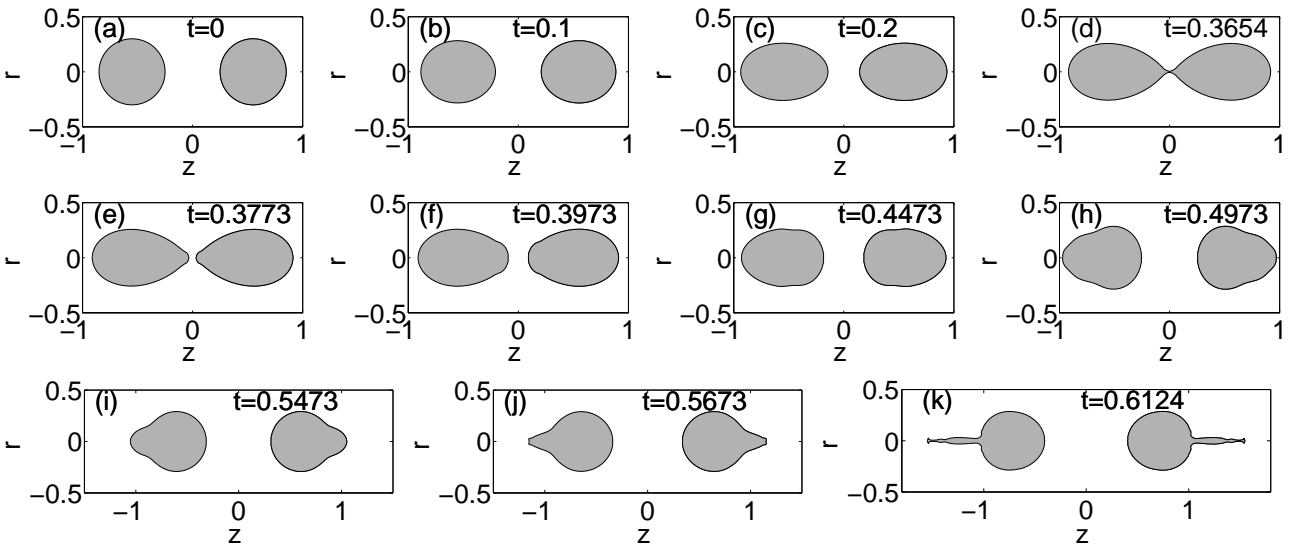 (a) t=0
(b) t=0.1
(c) t=0.2
(d) t=0.3654
0.5 0.5 0.5 0.5
r 0 r 0 r 0 r 0
−0.5 −0.5 −0.5 −0.5
−1 0 1 −1 0 1 −1 0 1 −1 0 1
z z z z
(e) t=0.3773
(f) t=0.3973
(g) t=0.4473
(h) t=0.4973
0.5 0.5 0.5 0.5
r 0 r 0 r 0 r 0
−0.5 −0.5 −0.5 −0.5
−1 0 1 −1 0 1 −1 0 1 −1 0 1
z z z z
(i) t=0.5473
(j) t=0.5673
(k) t=0.6124
0.5 0.5 0.5
r 0 r 0 r 0
−0.5 −0.5 −0.5
−1 0 1 −1 0 1 −1 0 1
z z z